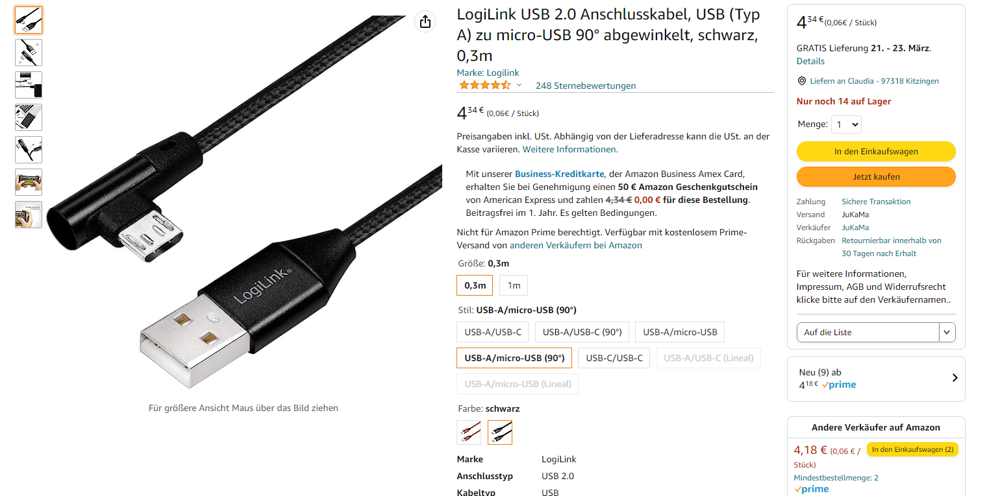 LogiLink USB 2.0 Anschlusskabel, USB (Typ
A) zu micro-USB 90° abgewinkelt, schwarz,
0,3m
Marke: Logilink
248 Sternebewertungen
4 34 € (0,06€ / Stück)
Preisangaben inkl. USt. Abhängig von der Lieferadresse kann die USt. an der
Kasse variieren. Weitere Informationen.
Mit unserer Business-Kreditkarte, der Amazon Business Amex Card,
erhalten Sie bei Genehmigung einen 50 € Amazon Geschenkgutschein
von American Express und zahlen 4,34 € 0,00 € für diese Bestellung.
Beitragsfrei im 1. Jahr. Es gelten Bedingungen.
Nicht für Amazon Prime berechtigt. Verfügbar mit kostenlosem Prime-
Versand von anderen Verkäufern bei Amazon
Größe: 0,3m
0,3m 1m
Stil: USB-A/micro-USB (90°)
USB-A/USB-C USB-A/USB-C (90°) USB-A/micro-USB
USB-A/micro-USB (90°) USB-C/USB-C USB-A/USB-C (Lineal)
USB-A/micro-USB (Lineal)
Farbe: schwarz
Marke LogiLink
Anschlusstyp USB 2.0
Kabeltyp USB
LogiLink®
Für größere Ansicht Maus über das Bild ziehen
4 34 € (0,06€ / Stück)
GRATIS Lieferung 21. - 23. März.
Details
Liefern an Claudia - 97318 Kitzingen
Nur noch 14 auf Lager
Menge: 1
In den Einkaufswagen
Jetzt kaufen
Zahlung Sichere Transaktion
Versand JuKaMa
Verkäufer JuKaMa
Rückgaben Retournierbar innerhalb von
30 Tagen nach Erhalt
Für weitere Informationen,
Impressum, AGB und Widerrufsrecht
klicke bitte auf den Verkäufernamen..
Auf die Liste
Neu (9) ab
4 18 € prime
Andere Verkäufer auf Amazon
4,18 € (0,06 € / In den Einkaufswagen (2)
Stück)
Mindestbestellmenge: 2
prime